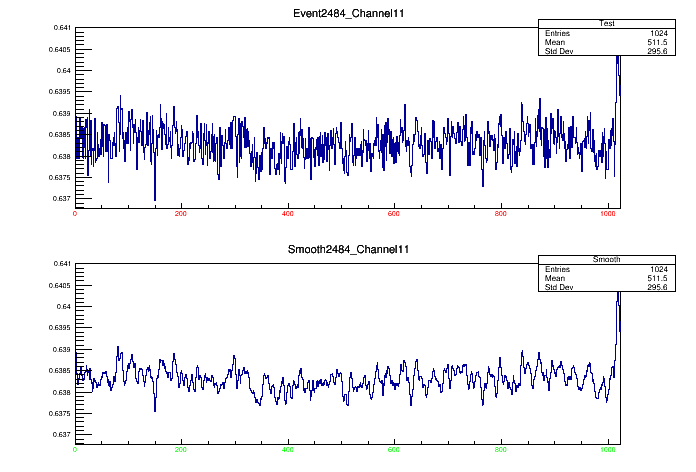 Event2484_Channel11
Test
Entries 1024
Mean 511.5
Std Dev 295.6
0.641
0.6405
0.64
0.6395
0.639
0.6385
0.638
0.6375
0.637
0 200 400 600 800 1000
Smooth2484_Channel11
Smooth
Entries 1024
Mean 511.5
Std Dev 295.6
0.641
0.6405
0.64
0.6395
0.639
0.6385
0.638
0.6375
0.637
0 200 400 600 800 1000